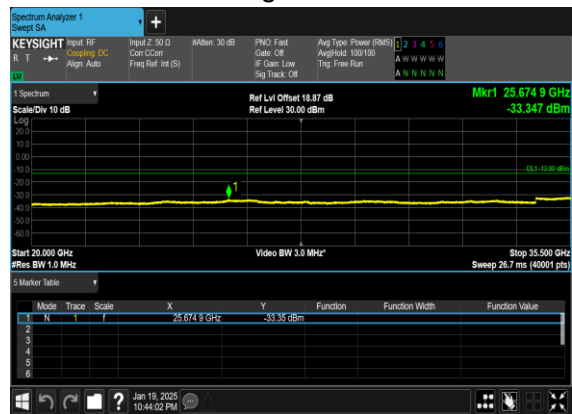 Spectrum Analyzer 1
Swept SA
+
KEYSIGHT Input: RF Input Z: 50 Ω #Atten: 30 dB PNO: Fast Avg Type: Power (RMS) 1 2 3 4 5 6
R T Coupling: DC Corr CCorr Gate: Off Avg|Hold: 100/100 A W W W W W
Align: Auto Freq Ref: Int (S) IF Gain: Low Trig: Free Run
Sig Track: Off A N N N N N
LW
1 Spectrum Ref Lvl Offset 18.87 dB Mkr1 25.674 9 GHz
Scale/Div 10 dB Ref Level 30.00 dBm -33.347 dBm
Log
20.0
10.0
0.00
-10.0 DL1 -13.00 dBm
-20.0
1
-30.0
-40.0
-50.0
-60.0
Start 20.000 GHz Video BW 3.0 MHz* Stop 35.500 GHz
#Res BW 1.0 MHz Sweep 26.7 ms (40001 pts)
5 Marker Table
Mode Trace Scale X Y Function Function Width Function Value
1 N 1 f 25.674 9 GHz -33.35 dBm
2
3
4
5
6
? Jan 19, 2025
10:44:02 PM